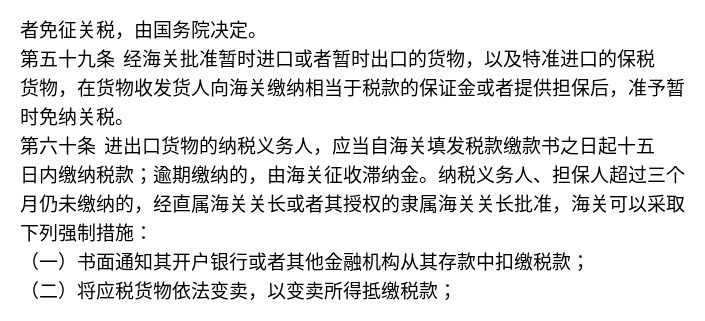 者免征关税，由国务院决定。
第五十九条 经海关批准暂时进口或者暂时出口的货物，以及特准进口的保税
货物，在货物收发货人向海关缴纳相当于税款的保证金或者提供担保后，准予暂
时免纳关税。
第六十条 进出口货物的纳税义务人，应当自海关填发税款缴款书之日起十五
日内缴纳税款；逾期缴纳的，由海关征收滞纳金。纳税义务人、担保人超过三个
月仍未缴纳的，经直属海关关长或者其授权的隶属海关关长批准，海关可以采取
下列强制措施：
（一）书面通知其开户银行或者其他金融机构从其存款中扣缴税款；
（二）将应税货物依法变卖，以变卖所得抵缴税款；